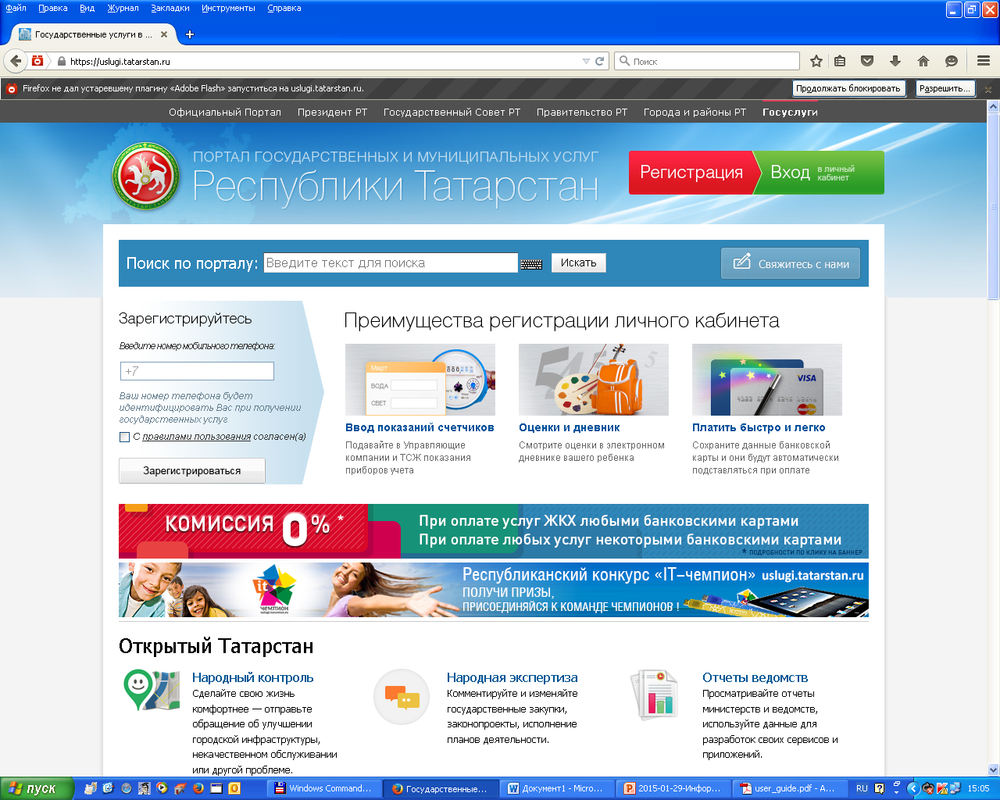 Файл Правка Вид Журнал Закладки Инструменты Справка
Государственные услуги в ...
https://uslugi.tatarstan.ru
Поиск
Firefox не дал устаревшему плагину «Adobe Flash» запуститься на uslugi.tatarstan.ru.
Продолжать блокировать Разрешить...
Официальный Портал Президент РТ Государственный Совет РТ Правительство РТ Города и районы РТ Госуслуги
ПОРТАЛ ГОСУДАРСТВЕННЫХ И МУНИЦИПАЛЬНЫХ УСЛУГ
Республики Татарстан
Регистрация Вход в личный кабинет
Поиск по порталу: Введите текст для поиска Искать Свяжитесь с нами
Зарегистрируйтесь
Введите номер мобильного телефона:
+7
Ваш номер телефона будет
идентифицировать Вас при получении
государственных услуг
С правилами пользования согласен(а)
Зарегистрироваться
Преимущества регистрации личного кабинета
Март
ВОДА
СВЕТ
Ввод показаний счетчиков
Подавайте в Управляющие
компании и ТСЖ показания
приборов учета
Оценки и дневник
Смотрите оценки в электронном
дневнике вашего ребенка
VISA
MasterCard
Платить быстро и легко
Сохраните данные банковской
карты и они будут автоматически
подставляться при оплате
КОМИССИЯ 0% *
При оплате услуг ЖКХ любыми банковскими картами
При оплате любых услуг некоторыми банковскими картами
* ПОДРОБНОСТИ ПО КЛИКУ НА БАННЕР
it
ЧЕМПИОН
uslugi.tatarstan.ru
Республиканский конкурс «IT-чемпион» uslugi.tatarstan.ru
ПОЛУЧИ ПРИЗЫ,
ПРИСОЕДИНЯЙСЯ К КОМАНДЕ ЧЕМПИОНОВ !
Открытый Татарстан
Народный контроль
Сделайте свою жизнь
комфортнее — отправьте
обращение об улучшении
городской инфраструктуры,
некачественном обслуживании
или другой проблеме.
Народная экспертиза
Комментируйте и изменяйте
государственные закупки,
законопроекты, исполнение
планов деятельности.
Отчеты ведомств
Просматривайте отчеты
министерств и ведомств,
используйте данные для
разработок своих сервисов и
приложений.
пуск Windows Command... Государственные... Документ1 - Micro... 2015-01-29-Инфор... user_guide.pdf - A... RU 15:05